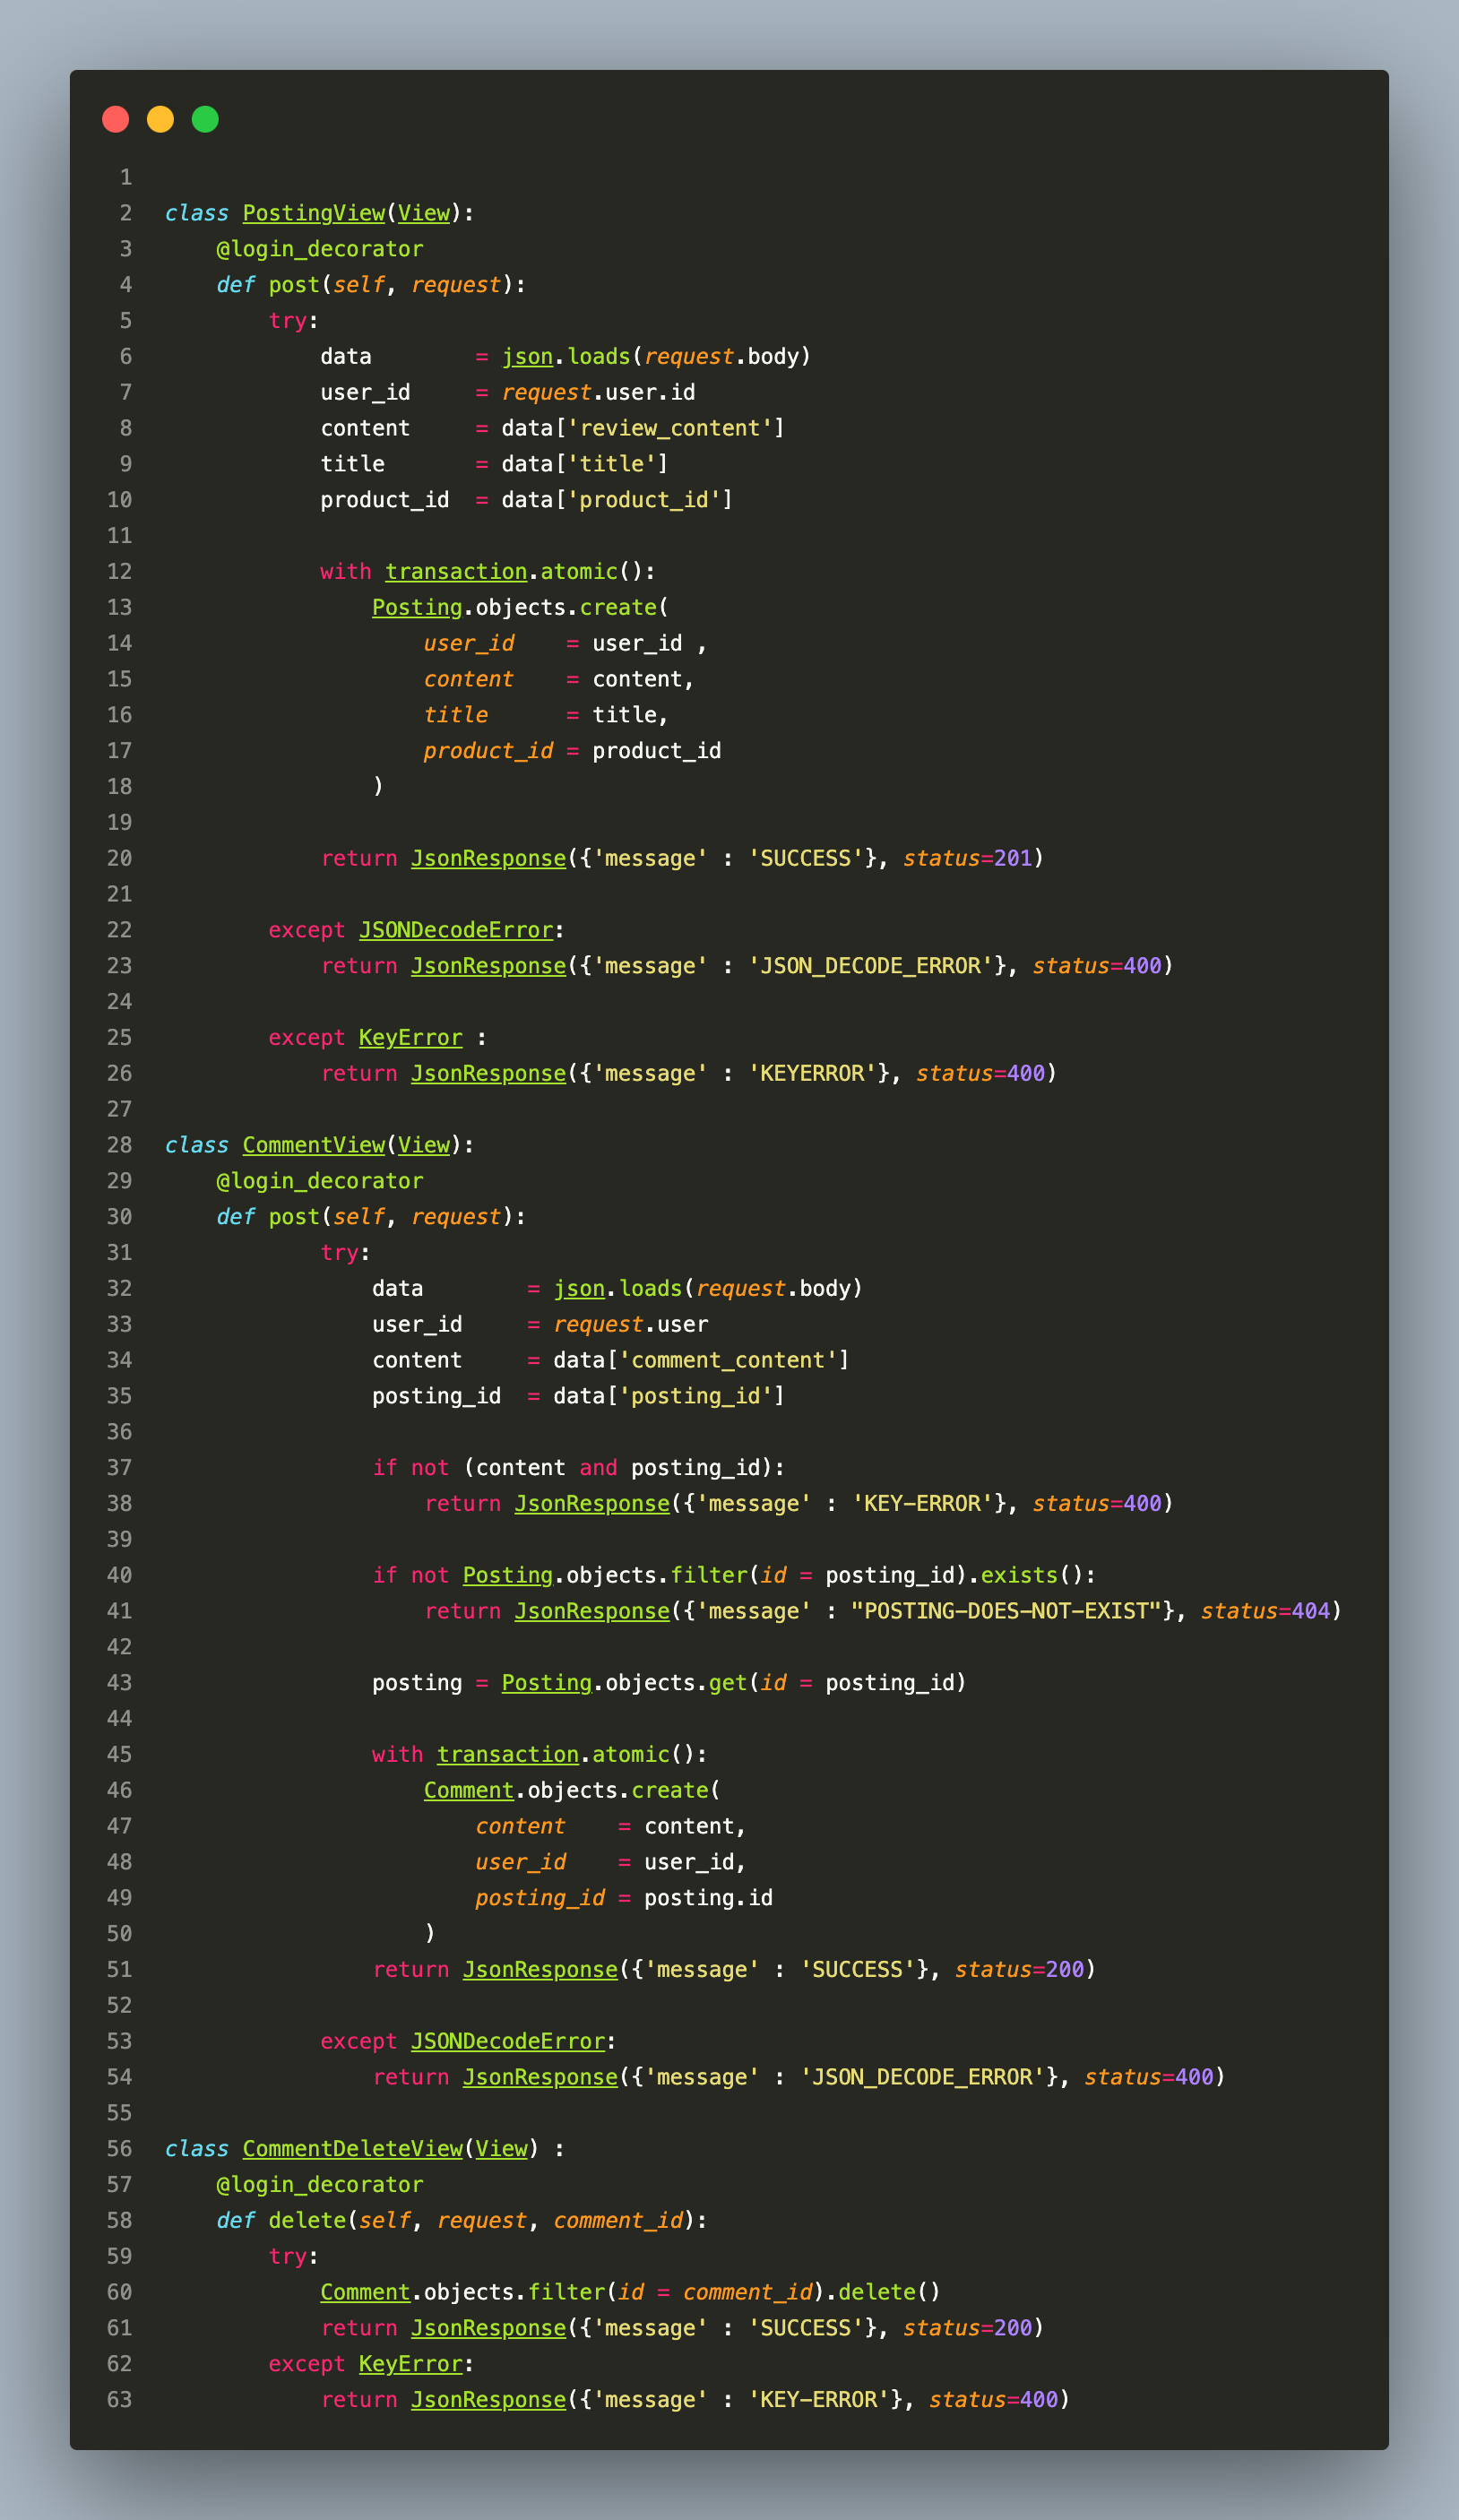 1
2 class PostingView(View):
3     @login_decorator
4     def post(self, request):
5         try:
6             data        = json.loads(request.body)
7             user_id     = request.user.id
8             content     = data['review_content']
9             title       = data['title']
10             product_id  = data['product_id']
11
12             with transaction.atomic():
13                 Posting.objects.create(
14                     user_id    = user_id ,
15                     content    = content,
16                     title      = title,
17                     product_id = product_id
18                 )
19
20             return JsonResponse({'message' : 'SUCCESS'}, status=201)
21
22         except JSONDecodeError:
23             return JsonResponse({'message' : 'JSON_DECODE_ERROR'}, status=400)
24
25         except KeyError :
26             return JsonResponse({'message' : 'KEYERROR'}, status=400)
27
28 class CommentView(View):
29     @login_decorator
30     def post(self, request):
31             try:
32                 data        = json.loads(request.body)
33                 user_id     = request.user
34                 content     = data['comment_content']
35                 posting_id  = data['posting_id']
36
37                 if not (content and posting_id):
38                     return JsonResponse({'message' : 'KEY-ERROR'}, status=400)
39
40                 if not Posting.objects.filter(id = posting_id).exists():
41                     return JsonResponse({'message' : "POSTING-DOES-NOT-EXIST"}, status=404)
42
43                 posting = Posting.objects.get(id = posting_id)
44
45                 with transaction.atomic():
46                     Comment.objects.create(
47                         content    = content,
48                         user_id    = user_id,
49                         posting_id = posting.id
50                     )
51                 return JsonResponse({'message' : 'SUCCESS'}, status=200)
52
53             except JSONDecodeError:
54                 return JsonResponse({'message' : 'JSON_DECODE_ERROR'}, status=400)
55
56 class CommentDeleteView(View) :
57     @login_decorator
58     def delete(self, request, comment_id):
59         try:
60             Comment.objects.filter(id = comment_id).delete()
61             return JsonResponse({'message' : 'SUCCESS'}, status=200)
62         except KeyError:
63             return JsonResponse({'message' : 'KEY-ERROR'}, status=400)